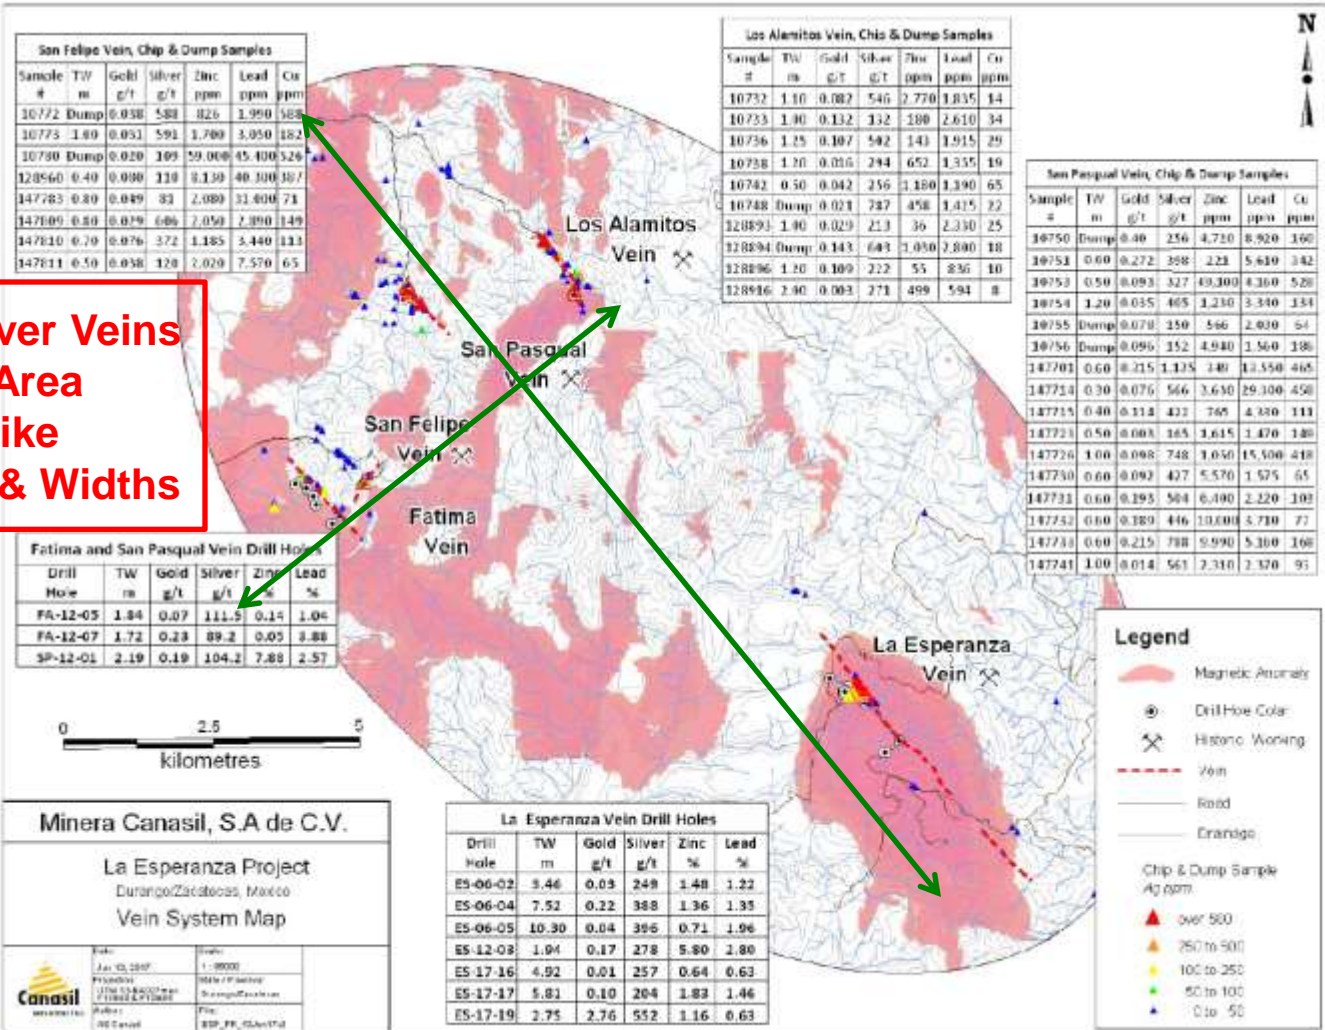 San Felipe Vein, Chip & Dump Samples
Sample # TW m Gold g/t Silver g/t Zinc ppm Lead ppm Cu ppm
10772 Dump 0.038 588 826 1.990 588
10773 1.00 0.031 591 1.700 3.050 182
10780 Dump 0.020 109 59.000 45.400 526
128960 0.40 0.080 110 8.130 40.300 387
147783 0.80 0.049 81 2.080 31.600 71
147809 0.80 0.029 606 2.050 2.890 149
147810 0.70 0.076 372 1.185 3.440 113
147811 0.50 0.038 120 2.020 7.570 65
Los Alamitos Vein, Chip & Dump Samples
Sample # TW m Gold g/t Silver g/t Zinc ppm Lead ppm Cu ppm
10732 1.10 0.082 546 2.770 1.835 14
10733 1.00 0.132 132 180 2.610 34
10736 1.25 0.107 502 143 1.915 29
10738 1.20 0.016 294 652 1.355 19
10742 0.50 0.042 256 1.180 1.190 65
10748 Dump 0.021 787 458 1.425 22
128893 1.00 0.029 213 36 2.330 25
128894 Dump 0.143 603 1.030 2.800 18
128896 1.20 0.109 222 55 836 10
128916 2.00 0.003 271 499 594 8
N
San Pasqual Vein, Chip & Dump Samples
Sample # TW m Gold g/t Silver g/t Zinc ppm Lead ppm Cu ppm
10750 Dump 0.40 256 4.720 8.920 160
10751 0.60 0.272 398 221 5.610 342
10753 0.50 0.093 327 49.300 4.160 528
10754 1.20 0.035 405 1.230 3.340 134
10755 Dump 0.078 150 566 2.030 64
10756 Dump 0.096 152 4.940 1.560 186
147701 0.60 0.215 1.135 348 13.550 465
147714 0.30 0.076 566 3.630 29.300 458
147715 0.40 0.114 422 765 4.330 111
147723 0.50 0.003 165 1.615 1.470 149
147726 1.00 0.098 748 1.050 15.500 418
147730 0.60 0.092 427 5.570 1.575 65
147731 0.60 0.193 504 6.400 2.220 103
147732 0.60 0.189 446 10.000 3.710 77
147733 0.60 0.215 788 9.990 5.160 168
147741 1.00 0.014 561 2.310 2.320 93
ver Veins
Area
ike
& Widths
Los Alamitos
Vein
San Pasqual
Vein
San Felipe
Vein
Fatima
Vein
La Esperanza
Vein
Fatima and San Pasqual Vein Drill Holes
Drill Hole TW m Gold g/t Silver g/t Zinc % Lead %
FA-12-05 1.84 0.07 111.5 0.14 1.04
FA-12-07 1.72 0.23 89.2 0.05 3.88
SP-12-01 2.19 0.19 104.2 7.88 2.57
0 2.5 5
kilometres
Minera Canasil, S.A de C.V.
La Esperanza Project
Durango/Zacatecas, Mexico
Vein System Map
Canasil
La Esperanza Vein Drill Holes
Drill Hole TW m Gold g/t Silver g/t Zinc % Lead %
ES-06-02 3.46 0.03 249 1.48 1.22
ES-06-04 7.52 0.22 388 1.36 1.35
ES-06-05 10.30 0.04 396 0.71 1.96
ES-12-03 1.94 0.17 278 5.80 2.80
ES-17-16 4.92 0.01 257 0.64 0.63
ES-17-17 5.81 0.10 204 1.83 1.46
ES-17-19 2.75 2.76 552 1.16 0.63
Legend
Magnetic Anomaly
Drill Hole Colar
Historic Working
Vein
Road
Drainage
Chip & Dump Sample
Ag ppm
over 500
250 to 500
100 to 250
50 to 100
0 to 50